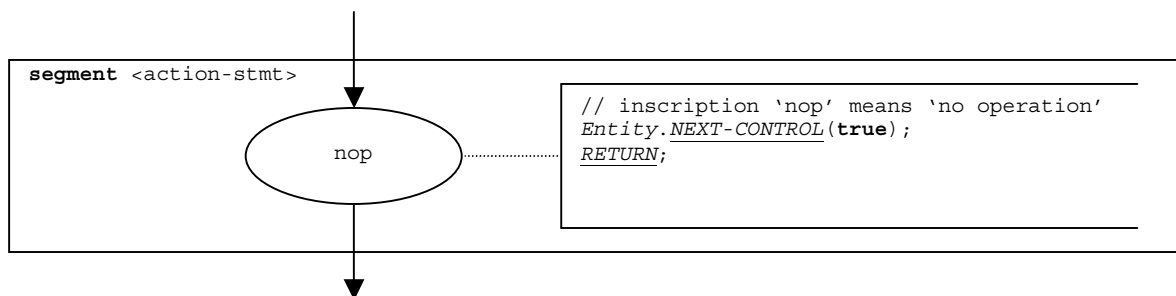 segment <action-stmt>
nop
// inscription ‘nop’ means ‘no operation’
Entity.NEXT-CONTROL(true);
RETURN;